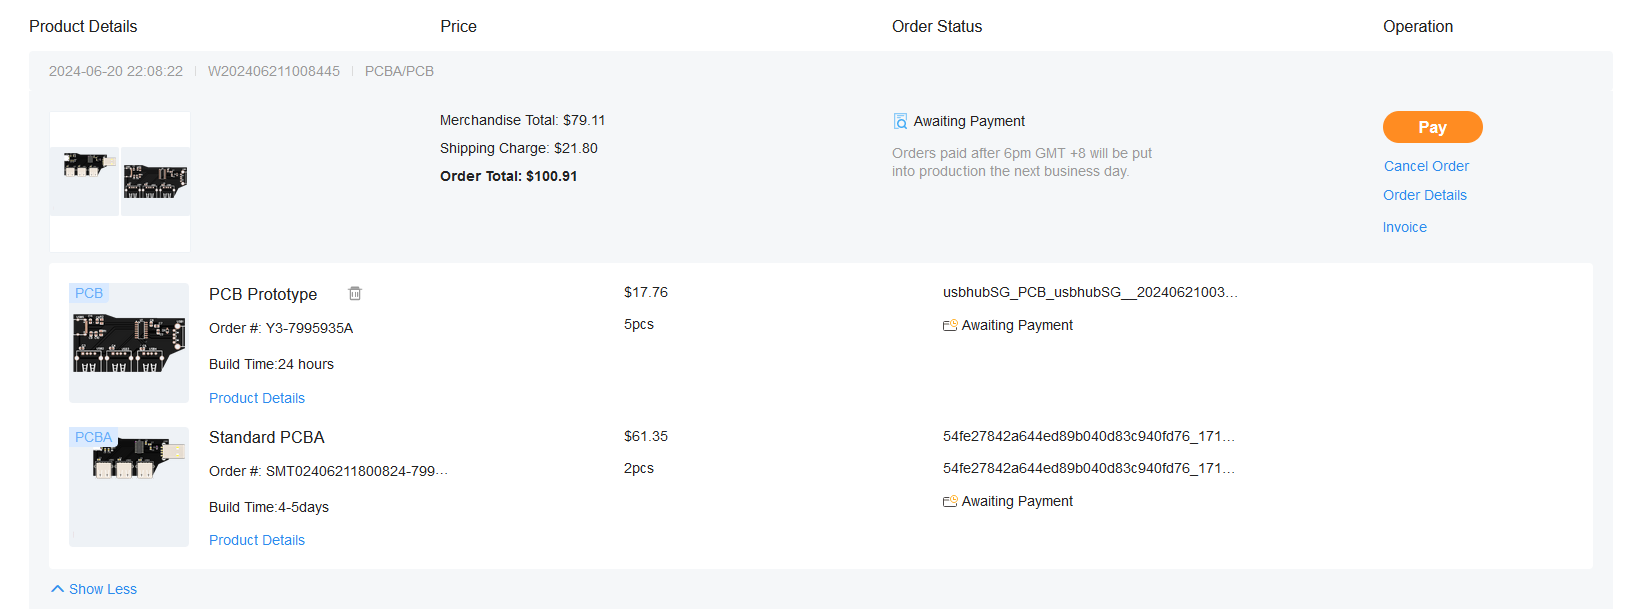 Product Details Price Order Status Operation
2024-06-20 22:08:22 W202406211008445 PCBA/PCB
Merchandise Total: $79.11
Shipping Charge: $21.80
Order Total: $100.91
Awaiting Payment
Orders paid after 6pm GMT +8 will be put
into production the next business day.
Pay
Cancel Order
Order Details
Invoice
PCB
PCB Prototype
Order #: Y3-7995935A
Build Time:24 hours
Product Details
$17.76
5pcs
usbhubSG_PCB_usbhubSG__20240621003...
Awaiting Payment
PCBA
Standard PCBA
Order #: SMT02406211800824-799...
Build Time:4-5days
Product Details
$61.35
2pcs
54fe27842a644ed89b040d83c940fd76_171...
54fe27842a644ed89b040d83c940fd76_171...
Awaiting Payment
Show Less